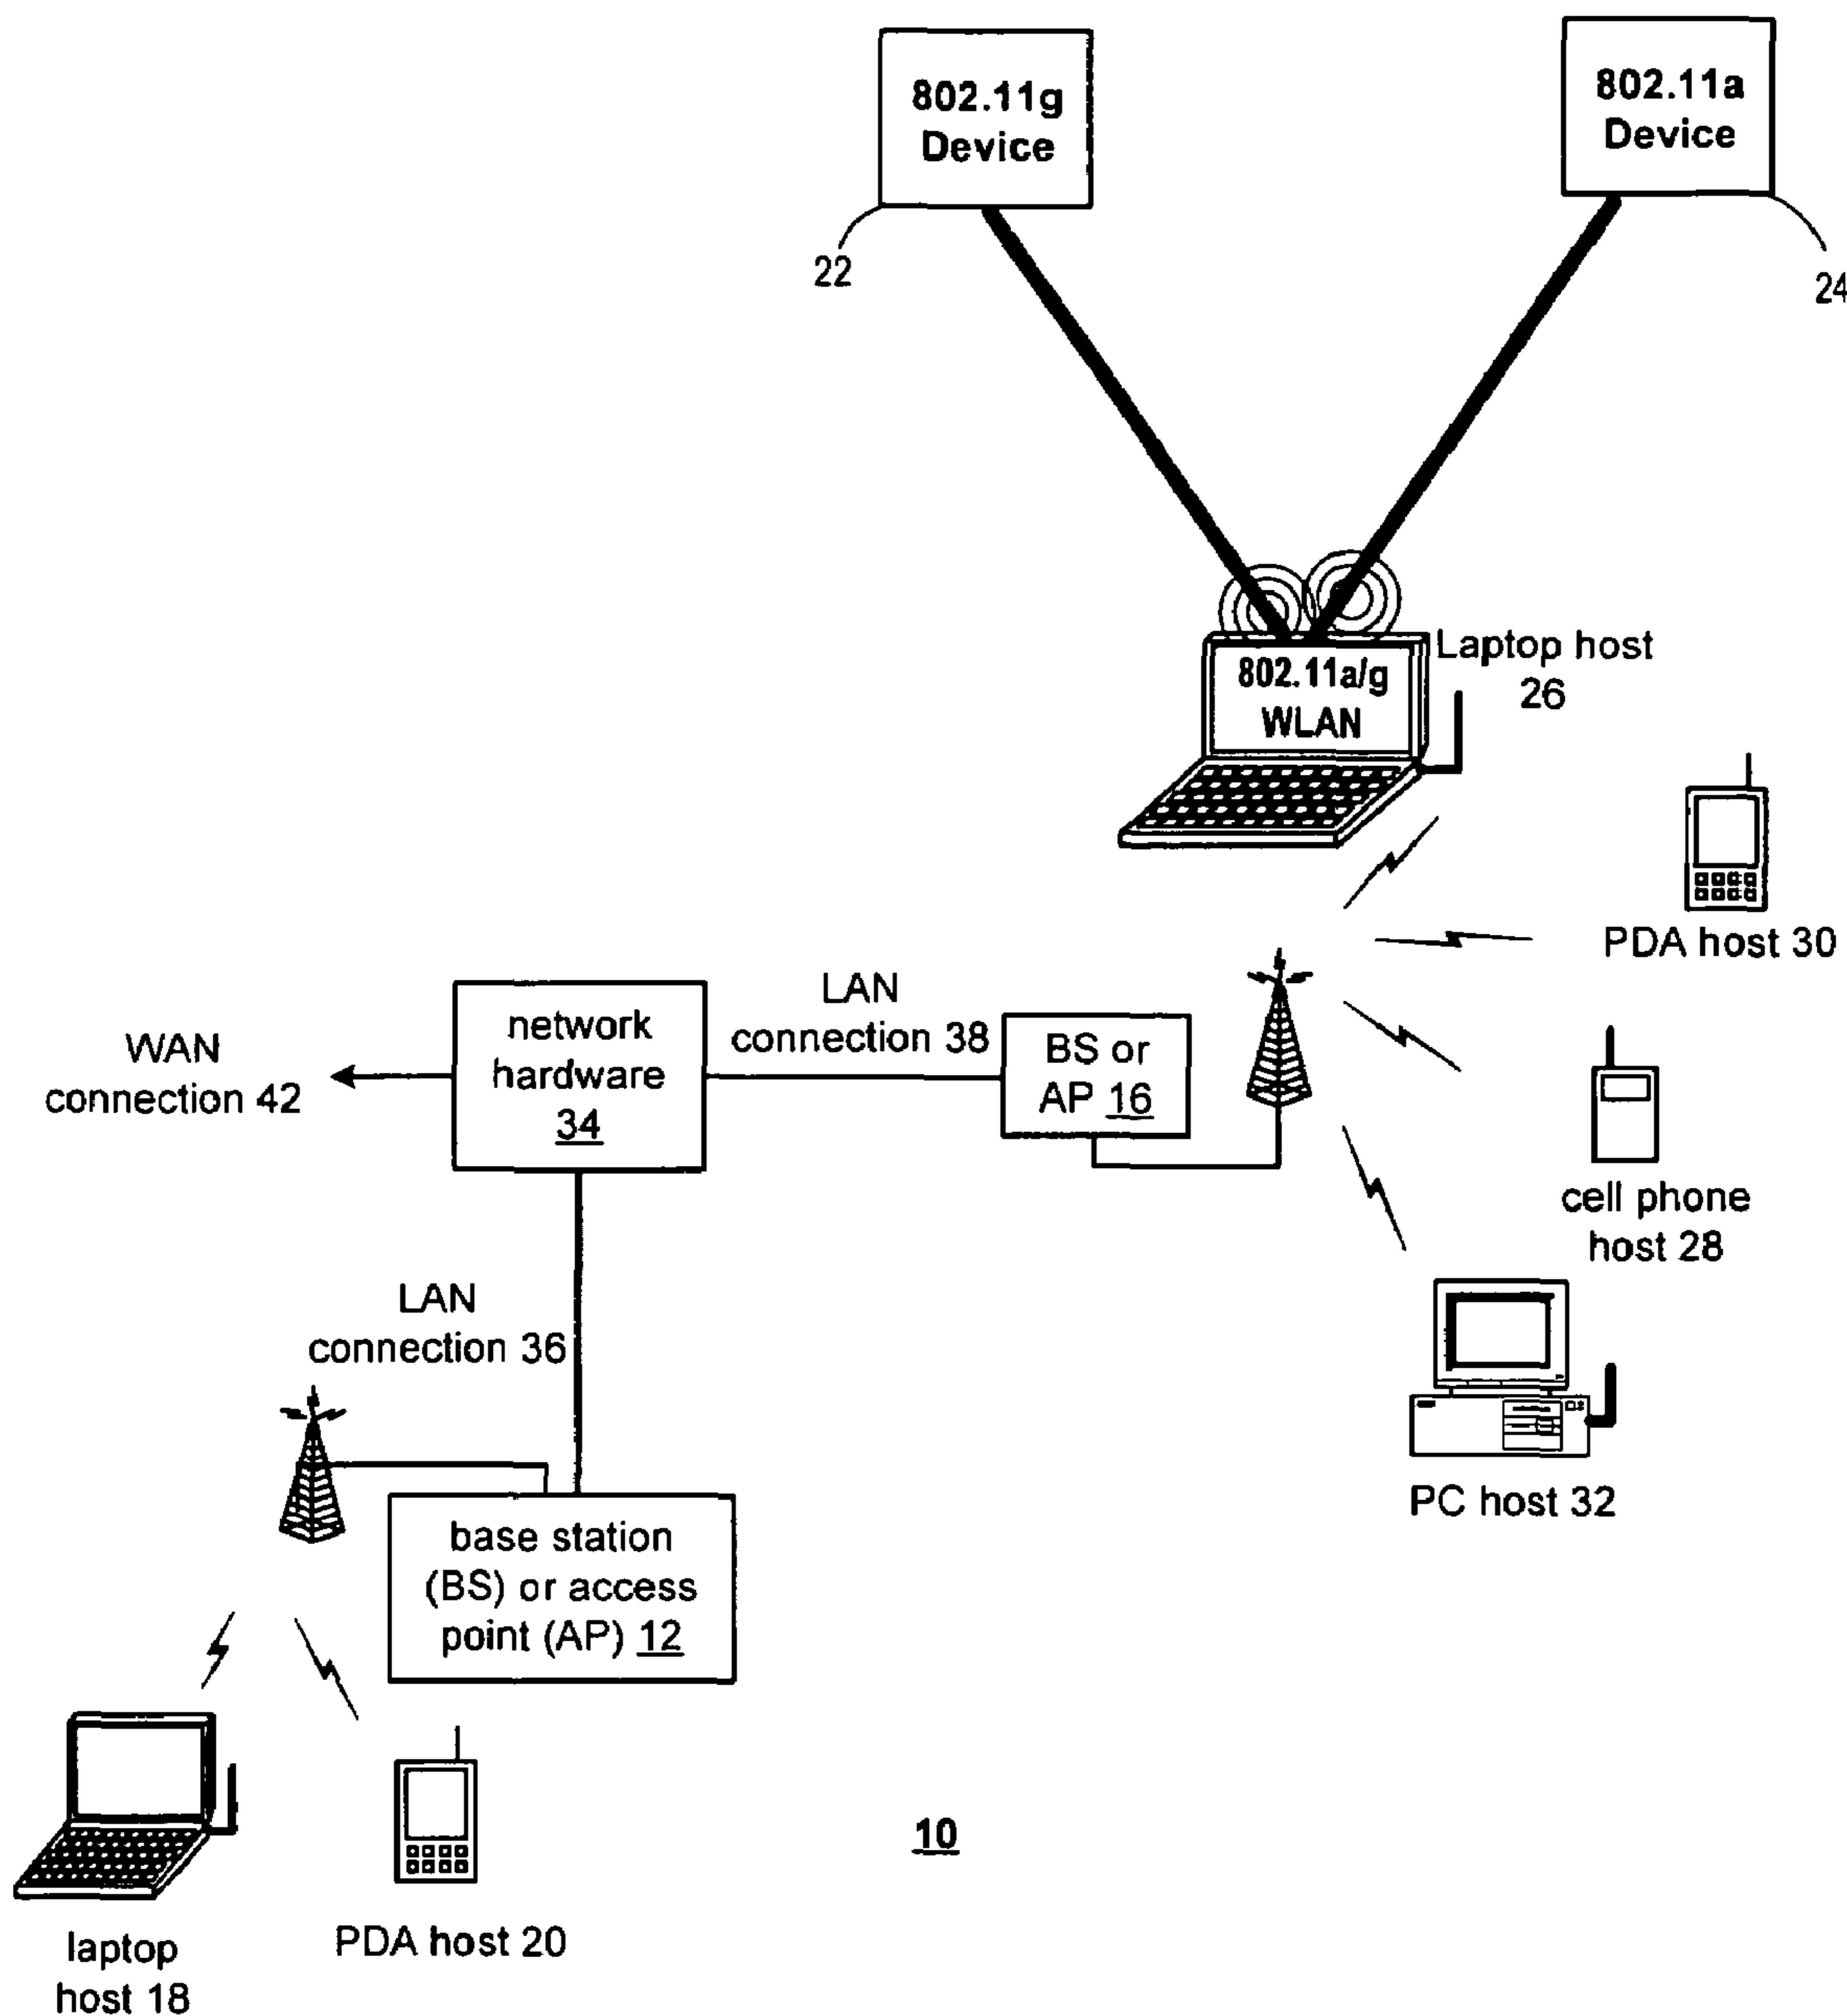 802.11g
Device
802.11a
Device
22
24
802.11a/g
WLAN
Laptop host
26
PDA host 30
LAN
connection 38
network
hardware
34
WAN
connection 42
BS or
AP 16
cell phone
host 28
LAN
connection 36
PC host 32
base station
(BS) or access
point (AP) 12
10
PDA host 20
laptop
host 18